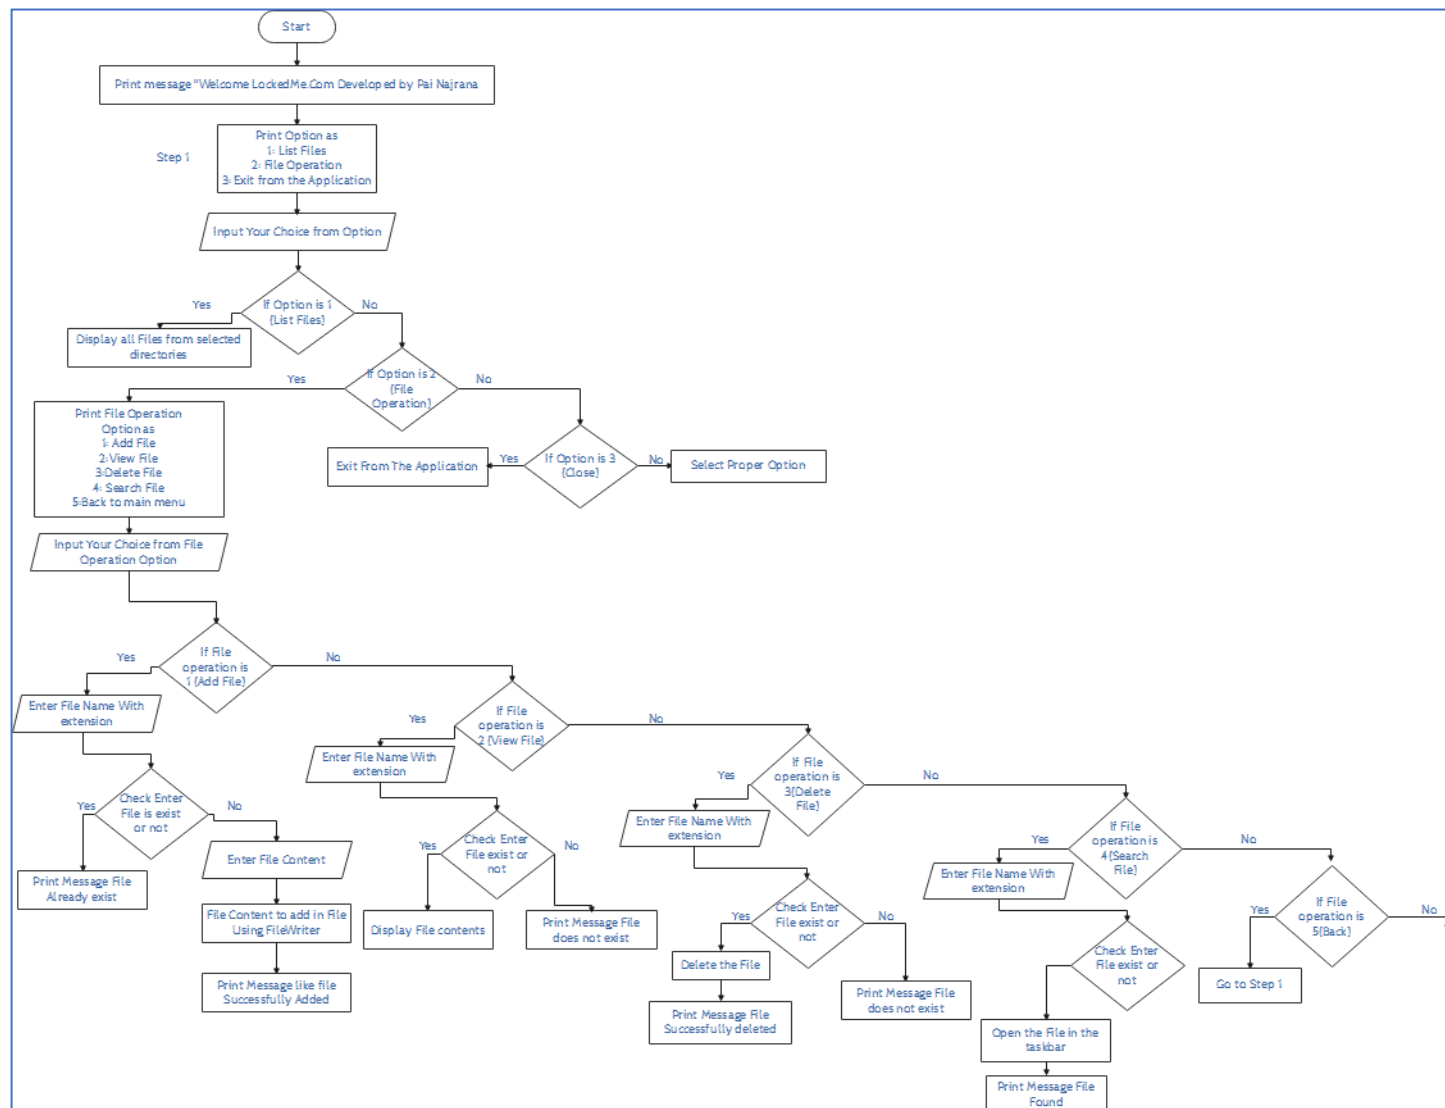 Start
Print message "Welcome LockedMe.Com Developed by Pai Najrana
Step 1
Print Option as
1: List Files
2: File Operation
3: Exit from the Application
Input Your Choice from Option
Yes
If Option is 1
(List Files)
No
Display all Files from selected
directories
Yes
If Option is 2
(File
Operation)
No
Print File Operation
Option as
1: Add File
2:View File
3:Delete File
4: Search File
5:Back to main menu
Exit From The Application
Yes
If Option is 3
(Close)
No
Select Proper Option
Input Your Choice from File
Operation Option
Yes
If File
operation is
1 (Add File)
No
Enter File Name With
extension
Yes
If File
operation is
2 (View File)
No
Enter File Name With
extension
Yes
If File
operation is
3(Delete
File)
No
Enter File Name With
extension
Yes
If File
operation is
4(Search
File)
No
Enter File Name With
extension
Yes
If File
operation is
5(Back)
No
Go to Step 1
Yes
Check Enter
File is exist
or not
No
Print Message File
Already exist
Enter File Content
File Content to add in File
Using FileWriter
Print Message like file
Successfully Added
Yes
Check Enter
File exist or
not
No
Display File contents
Print Message File
does not exist
Yes
Check Enter
File exist or
not
No
Delete the File
Print Message File
Successfully deleted
Print Message File
does not exist
Check Enter
File exist or
not
Open the File in the
taskbar
Print Message File
Found